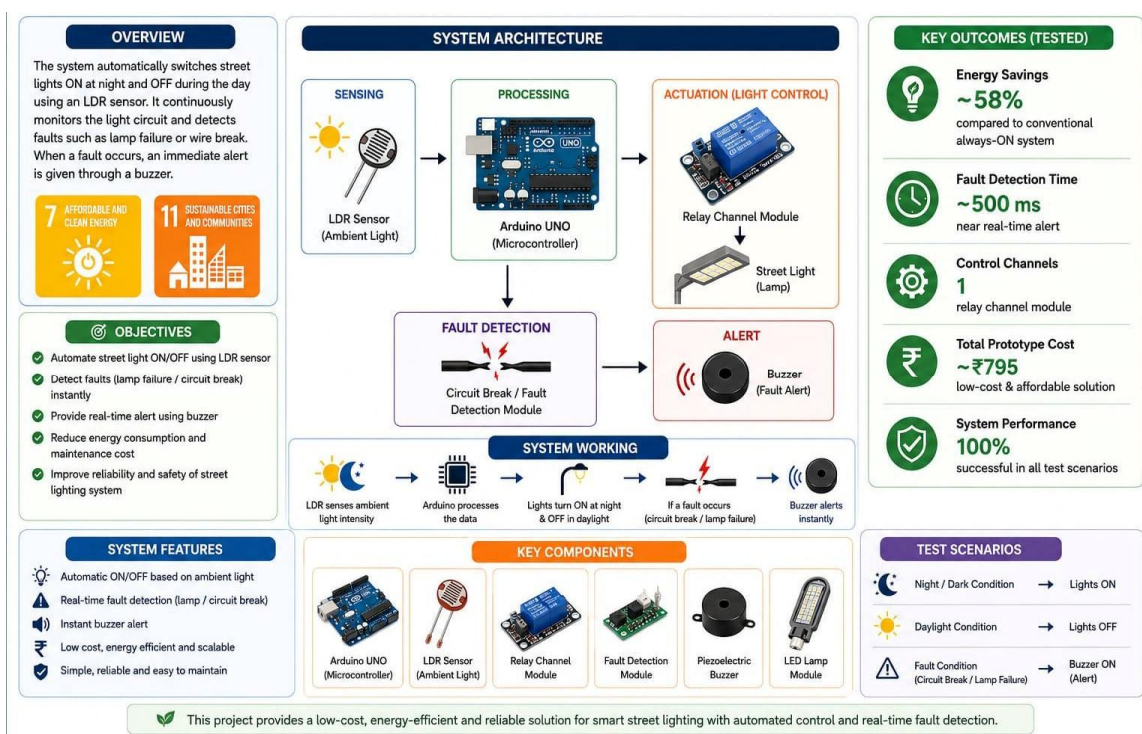 OVERVIEW
The system automatically switches street
lights ON at night and OFF during the day
using an LDR sensor. It continuously
monitors the light circuit and detects
faults such as lamp failure or wire break.
When a fault occurs, an immediate alert
is given through a buzzer.
7 AFFORDABLE AND
CLEAN ENERGY
11 SUSTAINABLE CITIES
AND COMMUNITIES
OBJECTIVES
Automate street light ON/OFF using LDR sensor
Detect faults (lamp failure / circuit break)
instantly
Provide real-time alert using buzzer
Reduce energy consumption and
maintenance cost
Improve reliability and safety of street
lighting system
SYSTEM ARCHITECTURE
SENSING
LDR Sensor
(Ambient Light)
PROCESSING
UNO
Arduino UNO
(Microcontroller)
ACTUATION (LIGHT CONTROL)
Relay Channel Module
Street Light
(Lamp)
FAULT DETECTION
Circuit Break / Fault
Detection Module
ALERT
Buzzer
(Fault Alert)
SYSTEM WORKING
LDR senses ambient
light intensity
Arduino processes
the data
Lights turn ON at night
& OFF in daylight
If a fault occurs
(circuit break / lamp failure)
Buzzer alerts
instantly
KEY OUTCOMES (TESTED)
Energy Savings
~58%
compared to conventional
always-ON system
Fault Detection Time
~500 ms
near real-time alert
Control Channels
1
relay channel module
Total Prototype Cost
~₹795
low-cost & affordable solution
System Performance
100%
successful in all test scenarios
SYSTEM FEATURES
Automatic ON/OFF based on ambient light
Real-time fault detection (lamp / circuit break)
Instant buzzer alert
Low cost, energy efficient and scalable
Simple, reliable and easy to maintain
KEY COMPONENTS
Arduino UNO
(Microcontroller)
LDR Sensor
(Ambient Light)
Relay Channel
Module
Fault Detection
Module
Piezoelectric
Buzzer
LED Lamp
Module
TEST SCENARIOS
Night / Dark Condition
Lights ON
Daylight Condition
Lights OFF
Fault Condition
(Circuit Break / Lamp Failure)
Buzzer ON
(Alert)
This project provides a low-cost, energy-efficient and reliable solution for smart street lighting with automated control and real-time fault detection.